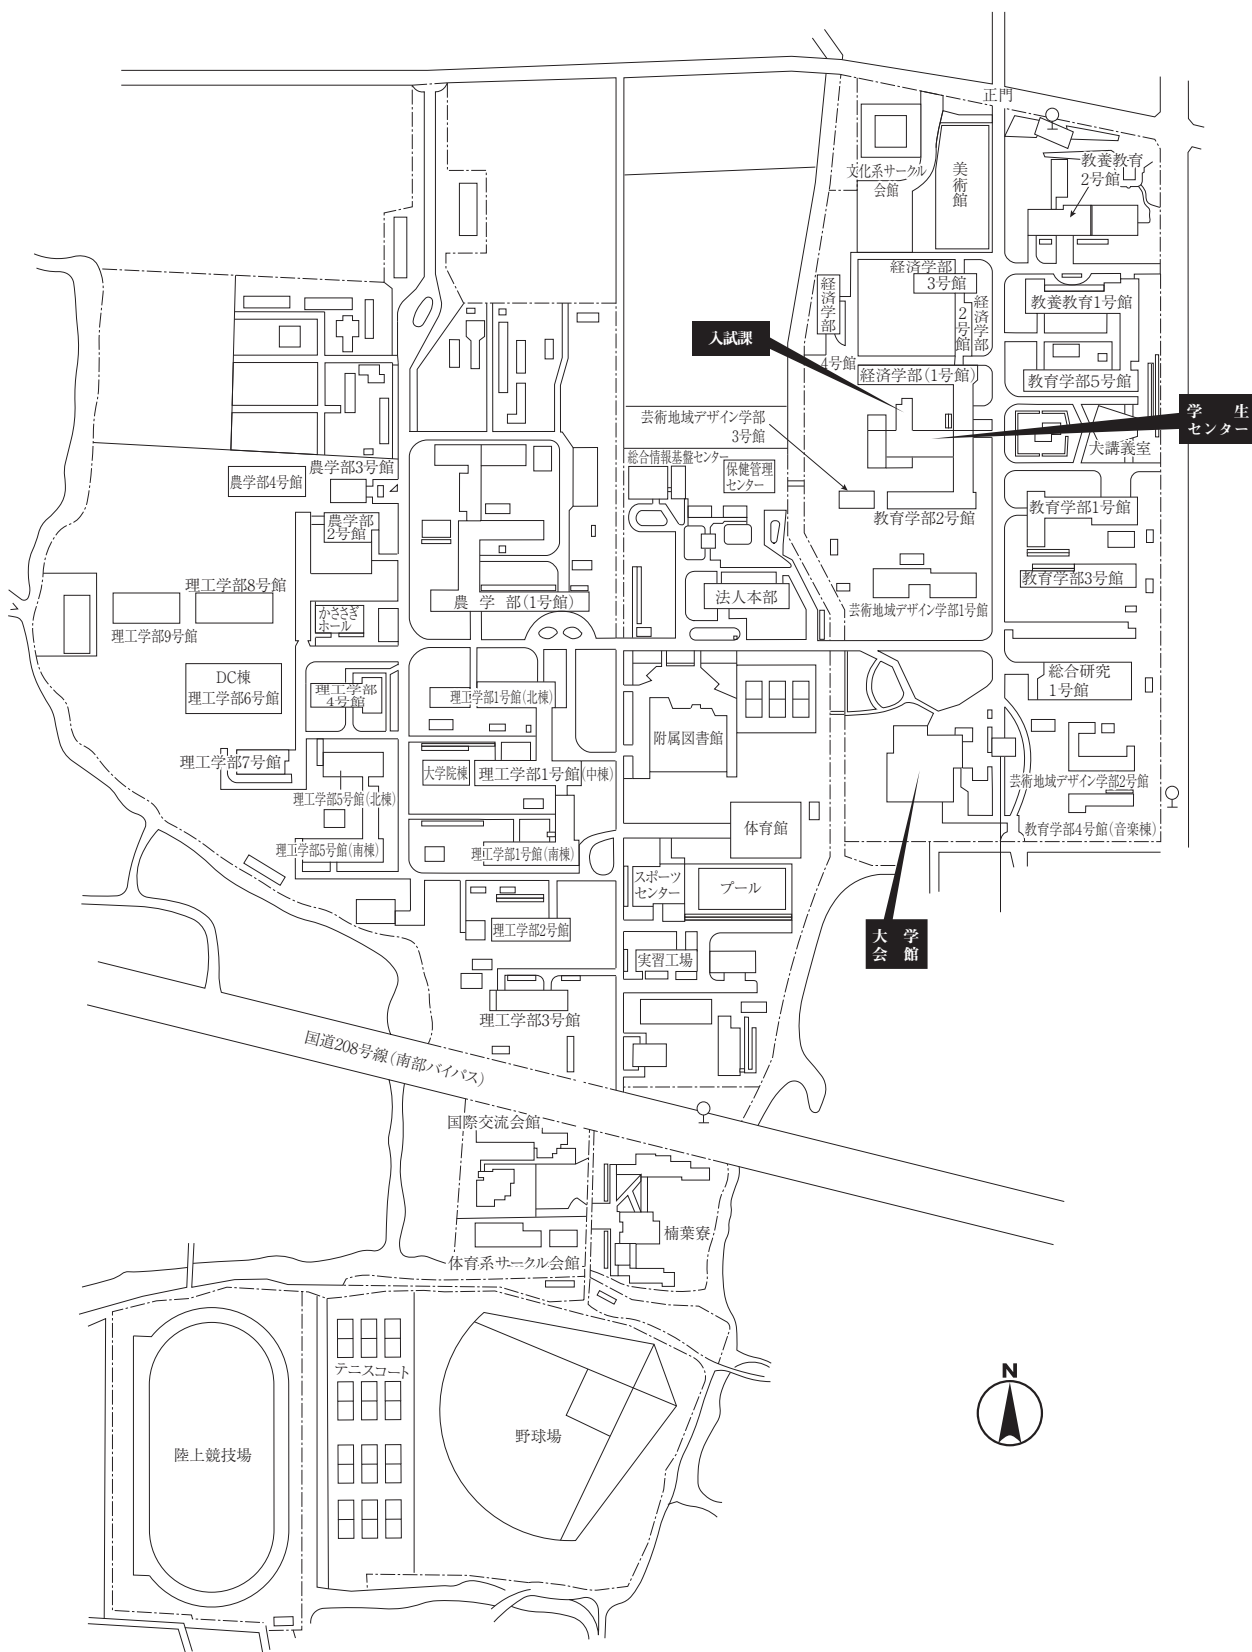 正門
教養教育
2号館
文化系サークル
会館
美術館
経済学部
3号館
経済学部
4号館
経済学部
2号館
教養教育1号館
入試課
経済学部(1号館)
教育学部5号館
学生
センター
芸術地域デザイン学部
3号館
大講義室
総合情報基盤センター
保健管理
センター
農学部3号館
農学部4号館
教育学部2号館
教育学部1号館
農学部
2号館
教育学部3号館
理工学部8号館
農学部(1号館)
法人本部
芸術地域デザイン学部1号館
かささぎ
ホール
理工学部9号館
DC棟
理工学部6号館
理工学部
4号館
理工学部1号館(北棟)
総合研究
1号館
附属図書館
理工学部7号館
大学院棟
理工学部1号館(中棟)
芸術地域デザイン学部2号館
理工学部5号館(北棟)
体育館
教育学部4号館(音楽棟)
理工学部5号館(南棟)
理工学部1号館(南棟)
スポーツ
センター
プール
理工学部2号館
大学
会館
実習工場
理工学部3号館
国道208号線(南部バイパス)
国際交流会館
楠葉寮
体育系サークル会館
テニスコート
N
野球場
陸上競技場